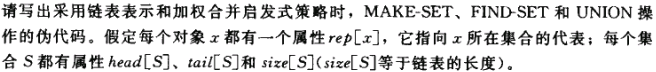 请写出采用链表表示和加权合并启发式策略时，MAKE-SET、FIND-SET 和 UNION 操
作的伪代码。假定每个对象 x 都有一个属性 rep[x]，它指向 x 所在集合的代表；每个集
合 S 都有属性 head[S]、tail[S]和 size[S](size[S]等于链表的长度)。